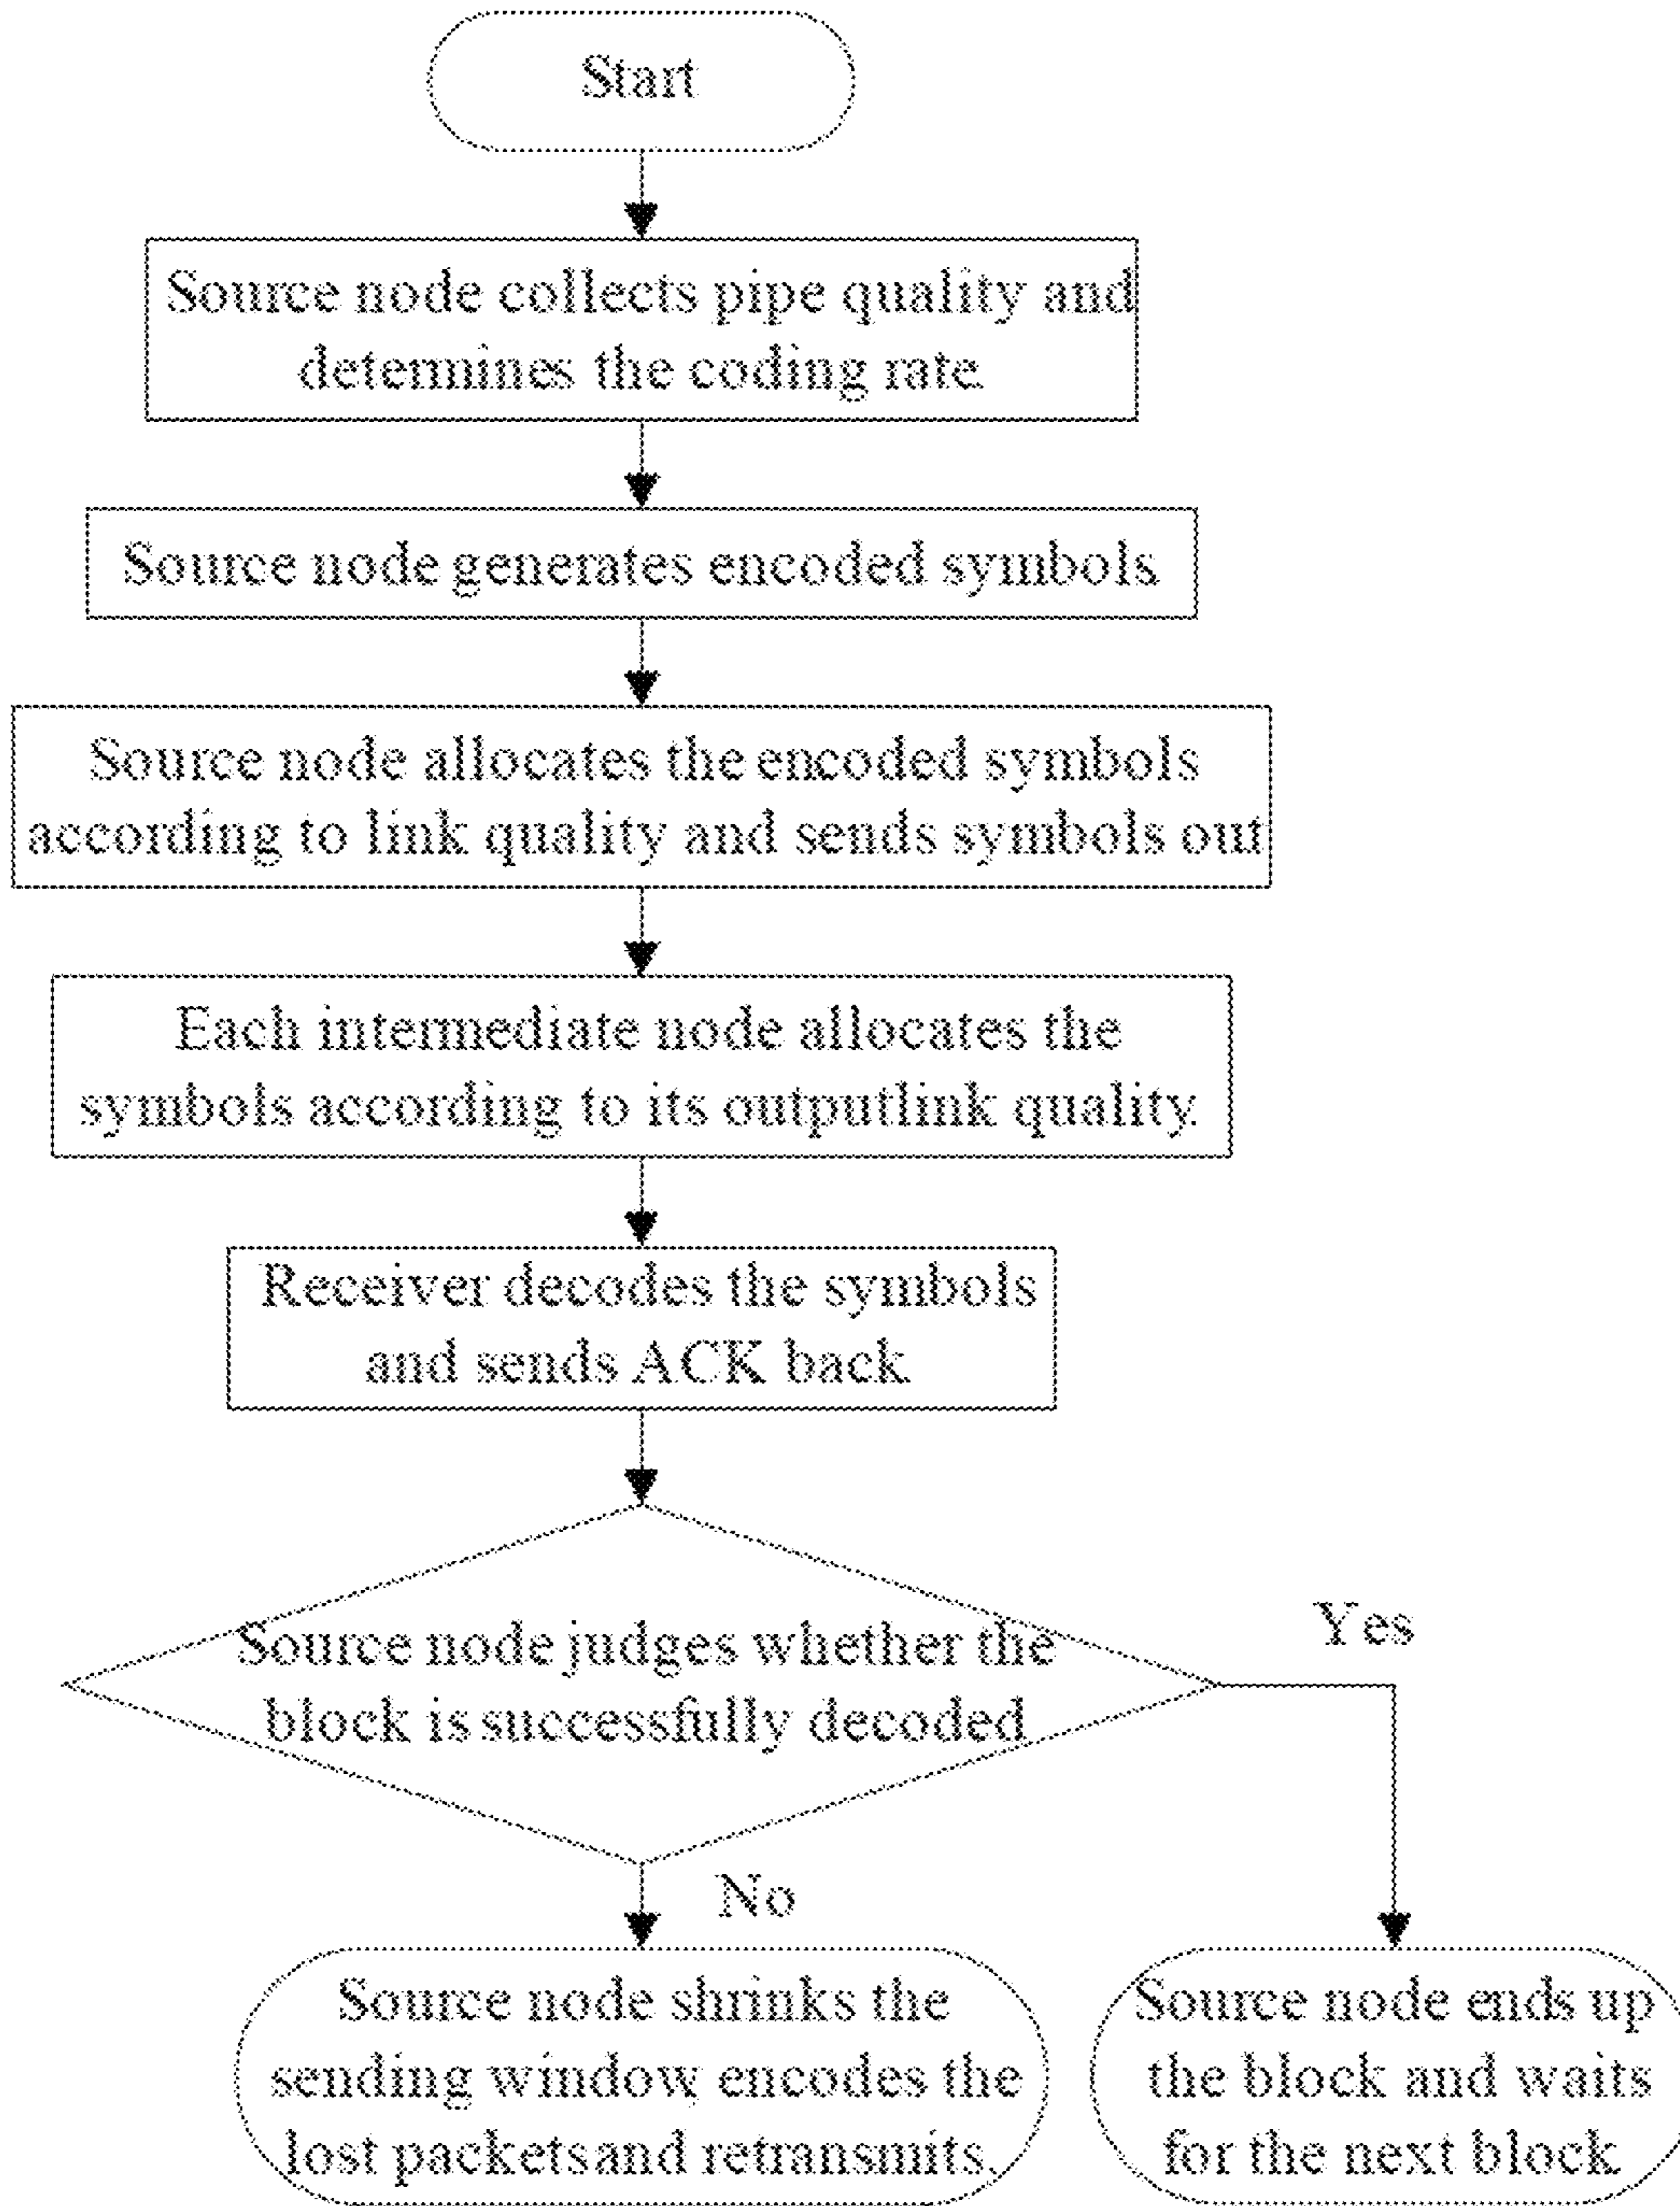 Start
Source node collects pipe quality and
determines the coding rate
Source node generates encoded symbols
Source node allocates the encoded symbols
according to link quality and sends symbols out
Each intermediate node allocates the
symbols according to its outputlink quality.
Receiver decodes the symbols
and sends ACK back
Source node judges whether the
block is successfully decoded
Yes
No
Source node shrinks the
sending window, encodes the
lost packets and retransmits.
Source node ends up
the block and waits
for the next block